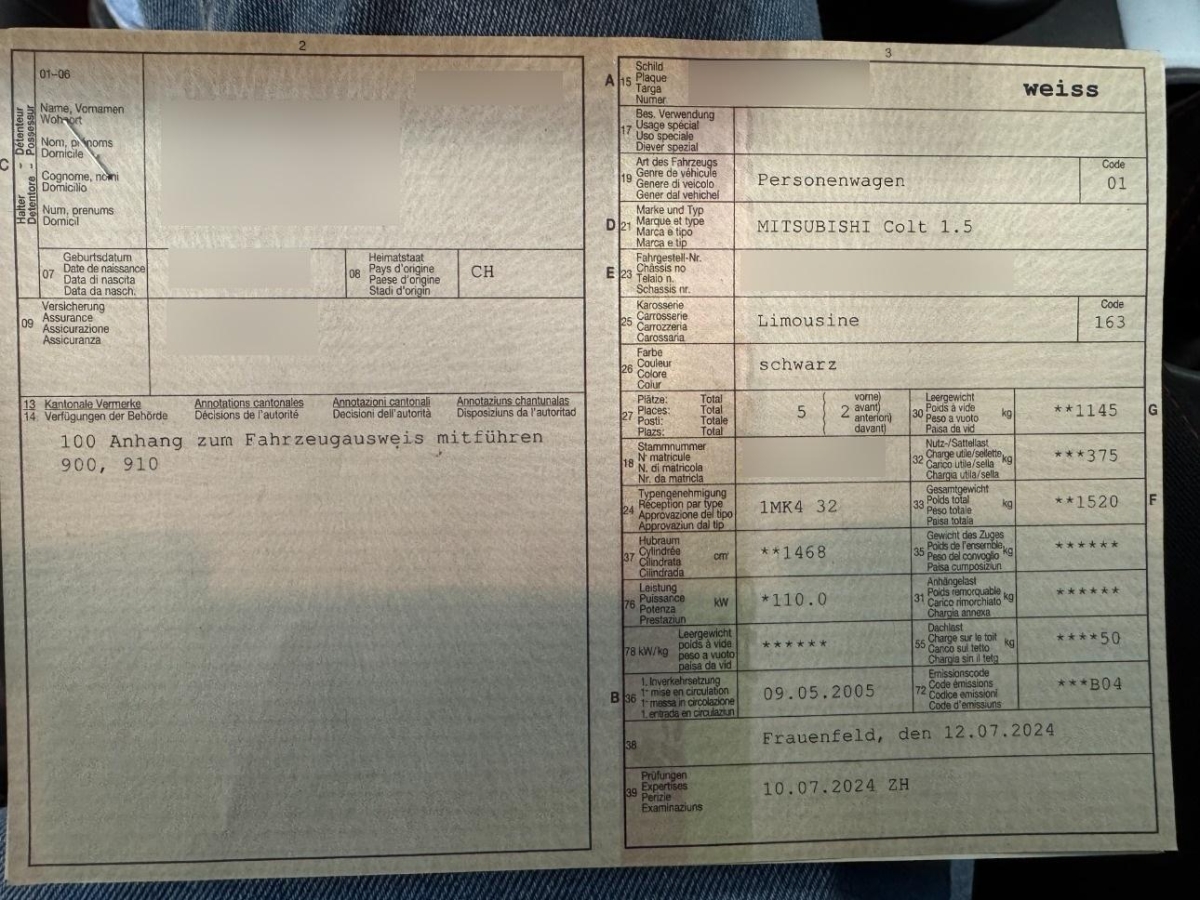 2
01-06
Halter - Détenteur
Detentore - Possessur
C
Name, Vornamen
Wohnort
Nom, prénoms
Domicile
Cognome, nomi
Domicilio
Num, prenums
Domicil
07
Geburtsdatum
Date de naissance
Data di nascita
Data da nasch.
08
Heimatstaat
Pays d'origine
Paese d'origine
Stadi d'origin
CH
09
Versicherung
Assurance
Assicurazione
Assicuranza
13 Kantonale Vermerke Annotations cantonales Annotazioni cantonali Annotaziuns chantunalas
14 Verfügungen der Behörde Décisions de l'autorité Decisioni dell'autorità Disposiziuns da l'autoritad
100 Anhang zum Fahrzeugausweis mitführen
900, 910
3
A 15
Schild
Plaque
Targa
Numer
weiss
17
Bes. Verwendung
Usage spécial
Uso speciale
Diever spezial
19
Art des Fahrzeugs
Genre de véhicule
Genere di veicolo
Gener dal vehichel
Personenwagen
Code
01
D 21
Marke und Typ
Marque et type
Marca e tipo
Marca e tip
MITSUBISHI Colt 1.5
E 23
Fahrgestell-Nr.
Châssis no
Telaio n.
Schassis nr.
25
Karosserie
Carrosserie
Carrozzeria
Carossaria
Limousine
Code
163
26
Farbe
Couleur
Colore
Colur
schwarz
27
Plätze: Total
Places: Total
Posti: Totale
Plazs: Total
5
2
vorne)
avant)
anteriori)
davant)
30
Leergewicht
Poids à vide
Peso a vuoto
Paisa da vid
kg
**1145
G
18
Stammnummer
N° matricule
N. di matricola
Nr. da matricla
32
Nutz-/Sattellast
Charge utile/sellette
Carico utile/sella
Chargia utila/sella
kg
***375
24
Typengenehmigung
Réception par type
Approvazione del tipo
Approvaziun dal tip
1MK4 32
33
Gesamtgewicht
Poids total
Peso totale
Paisa totala
kg
**1520
F
37
Hubraum
Cylindrée
Cilindrata
Cilindrada
cm³
**1468
35
Gewicht des Zuges
Poids de l'ensemble
Peso del convoglio
Paisa cumposiziun
kg
******
76
Leistung
Puissance
Potenza
Prestaziun
kW
*110.0
31
Anhängelast
Poids remorquable
Carico rimorchiato
Chargia annexa
kg
******
78 kW/kg
Leergewicht
poids à vide
peso a vuoto
paisa da vid
******
55
Dachlast
Charge sur le toit
Carico sul tetto
Chargia sin il tetg
kg
****50
B 36
1. Inverkehrsetzung
1re mise en circulation
1a messa in circolazione
1. entrada en circulaziun
09.05.2005
72
Emissionscode
Code émissions
Codice emissioni
Code d'emissiuns
***B04
38
Frauenfeld, den 12.07.2024
39
Prüfungen
Expertises
Perizie
Examinaziuns
10.07.2024 ZH